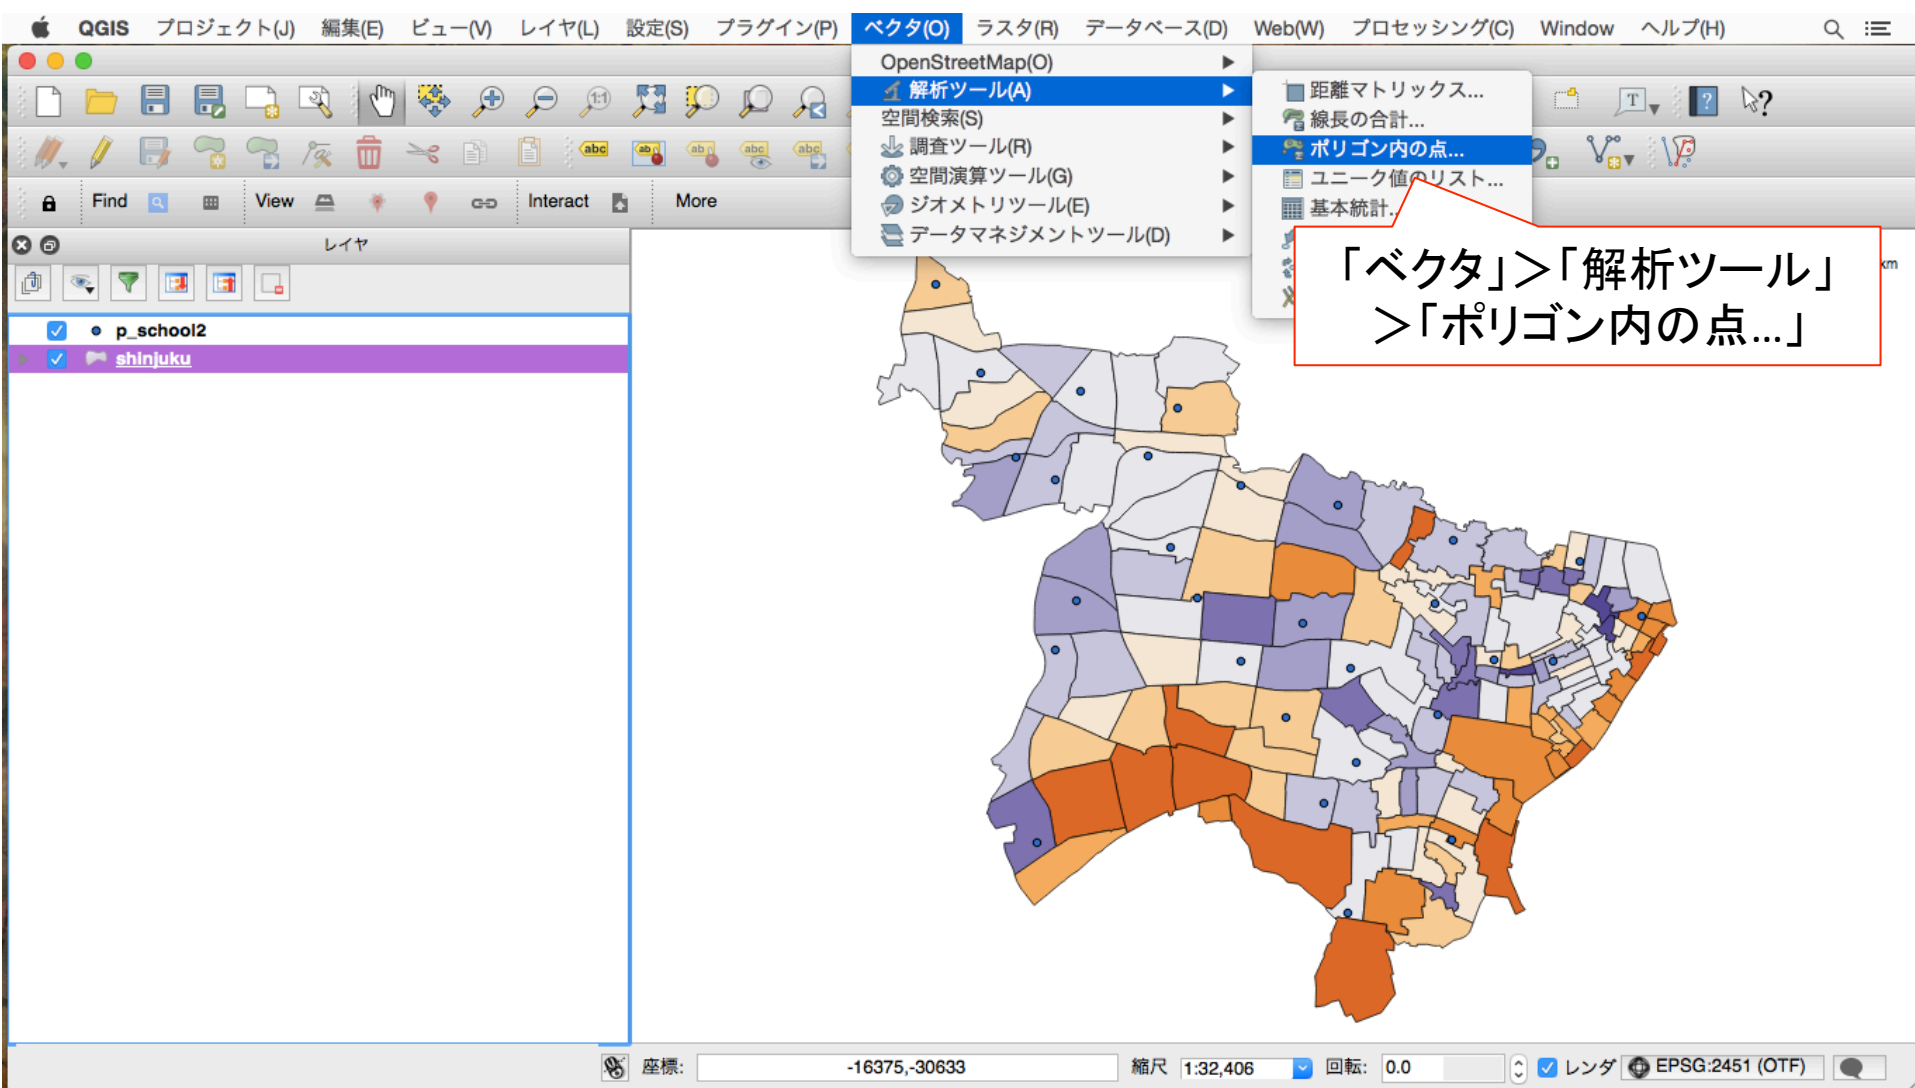 QGIS プロジェクト(J) 編集(E) ビュー(V) レイヤ(L) 設定(S) プラグイン(P) ベクタ(O) ラスタ(R) データベース(D) Web(W) プロセッシング(C) Window ヘルプ(H)
OpenStreetMap(O)
解析ツール(A)
空間検索(S)
調査ツール(R)
空間演算ツール(G)
ジオメトリツール(E)
データマネジメントツール(D)
距離マトリックス...
線長の合計...
ポリゴン内の点...
ユニーク値のリスト...
基本統計...
「ベクタ」＞「解析ツール」
＞「ポリゴン内の点...」
km
1:1
T
?
?
abc
ab
ab
abc
abc
Find View Interact More
レイヤ
p_school2
shinjuku
座標: -16375,-30633 縮尺 1:32,406 回転: 0.0 レンダ EPSG:2451 (OTF)